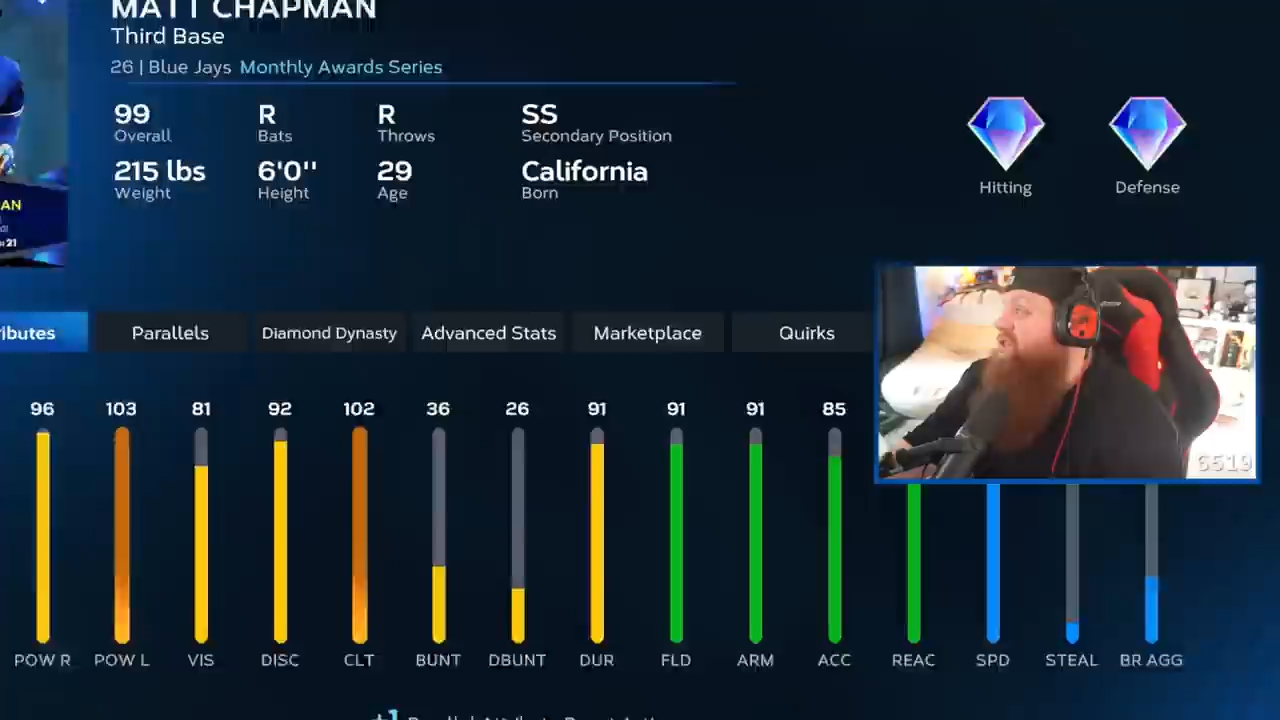 MATT CHAPMAN
Third Base
26 | Blue Jays Monthly Awards Series
99 R R SS
Overall Bats Throws Secondary Position
215 lbs 6'0'' 29 California
Weight Height Age Born
Hitting Defense
AN
21
ibutes Parallels Diamond Dynasty Advanced Stats Marketplace Quirks
96 103 81 92 102 36 26 91 91 91 85
6519
POW R POW L VIS DISC CLT BUNT DBUNT DUR FLD ARM ACC REAC SPD STEAL BR AGG